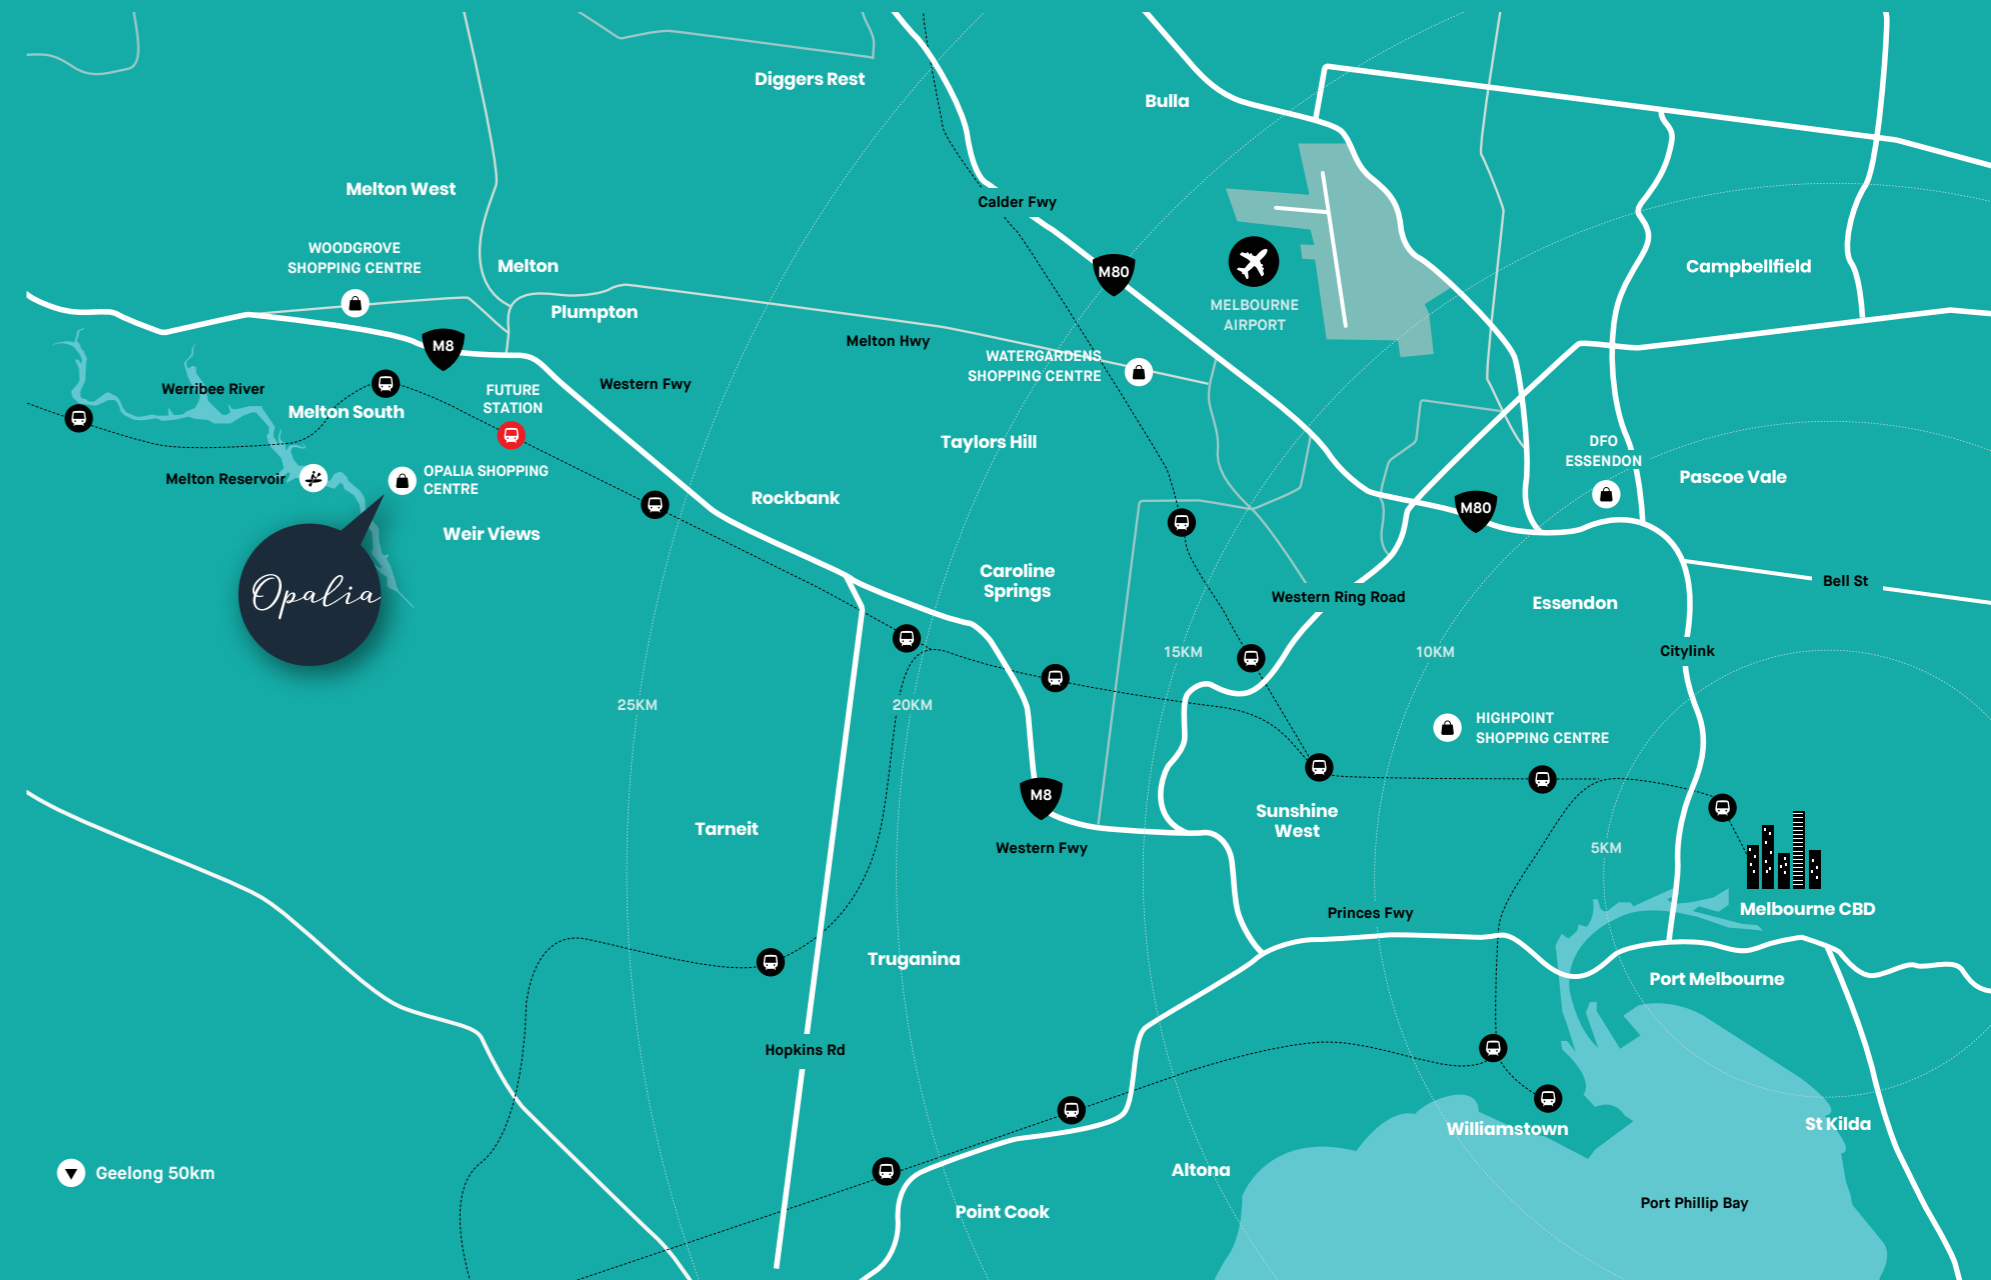 Diggers Rest
Bulla
Melton West
Calder Fwy
WOODGROVE
SHOPPING CENTRE
Melton
M80
Campbellfield
Plumpton
MELBOURNE
AIRPORT
M8
Melton Hwy
WATERGARDENS
SHOPPING CENTRE
Werribee River
Western Fwy
FUTURE
STATION
Melton South
Taylors Hill
DFO
ESSENDON
Melton Reservoir
OPALIA SHOPPING
CENTRE
Pascoe Vale
Rockbank
M80
Weir Views
Caroline
Springs
Bell St
Opalia
Western Ring Road
Essendon
15KM
10KM
Citylink
25KM
20KM
HIGHPOINT
SHOPPING CENTRE
M8
Sunshine
West
Tarneit
Western Fwy
5KM
Princes Fwy
Melbourne CBD
Truganina
Port Melbourne
Hopkins Rd
St Kilda
Williamstown
Geelong 50km
Altona
Port Phillip Bay
Point Cook